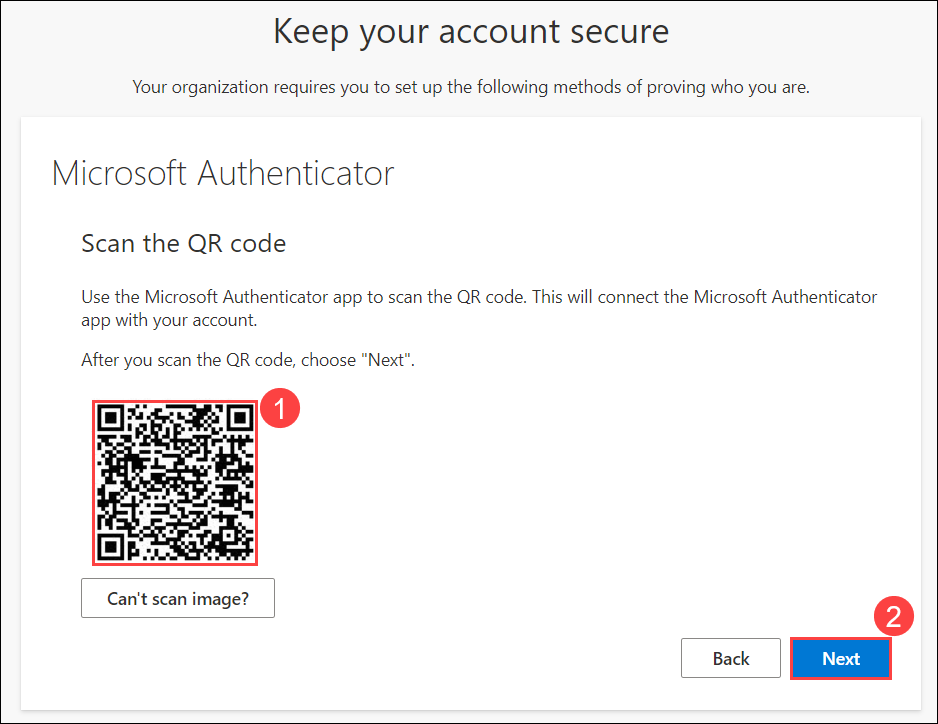 Keep your account secure
Your organization requires you to set up the following methods of proving who you are.
Microsoft Authenticator
Scan the QR code
Use the Microsoft Authenticator app to scan the QR code. This will connect the Microsoft Authenticator
app with your account.
After you scan the QR code, choose "Next".
1
Can't scan image?
2
Back
Next